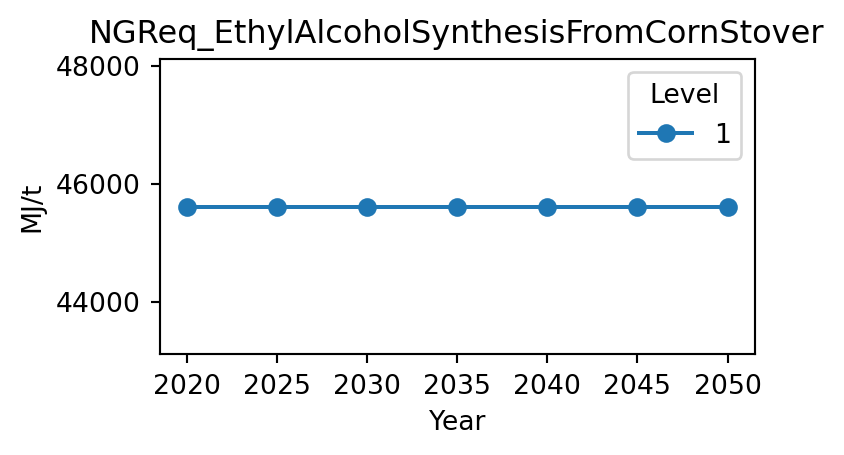 NGReq_EthylAlcoholSynthesisFromCornStover
48000
46000
44000
MJ/t
Level
1
2020 2025 2030 2035 2040 2045 2050
Year